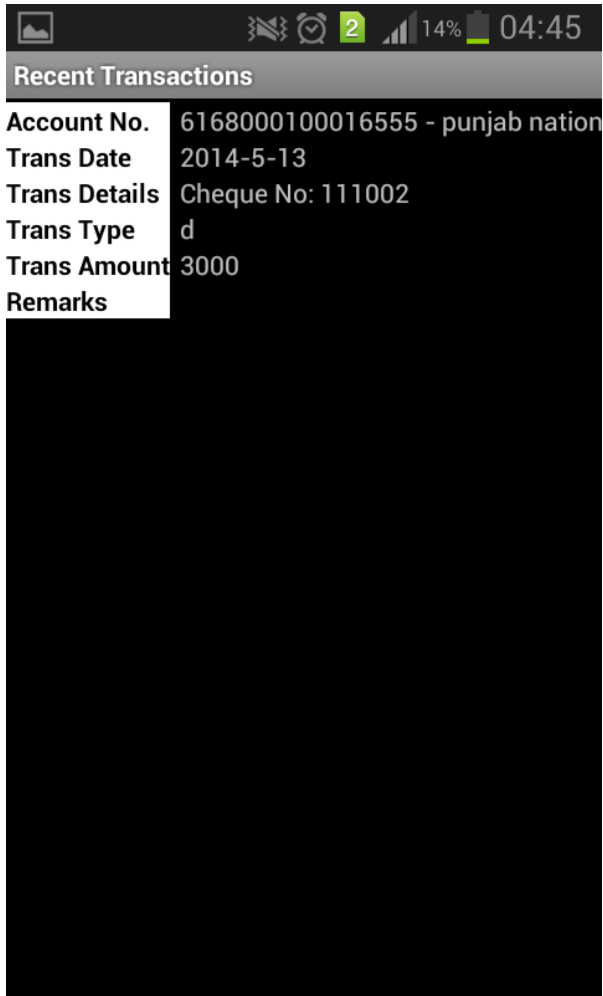 2 14% 04:45
Recent Transactions
Account No. 6168000100016555 - punjab nation
Trans Date 2014-5-13
Trans Details Cheque No: 111002
Trans Type d
Trans Amount 3000
Remarks